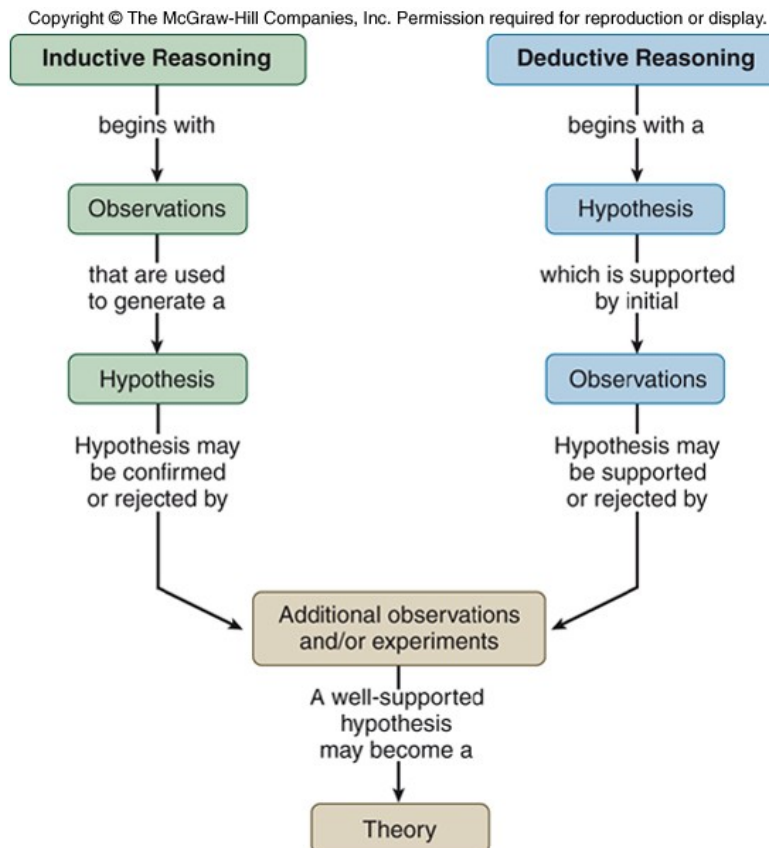 Copyright © The McGraw-Hill Companies, Inc. Permission required for reproduction or display.
Inductive Reasoning
begins with
Observations
that are used
to generate a
Hypothesis
Hypothesis may
be confirmed
or rejected by
Deductive Reasoning
begins with a
Hypothesis
which is supported
by initial
Observations
Hypothesis may
be supported
or rejected by
Additional observations
and/or experiments
A well-supported
hypothesis
may become a
Theory